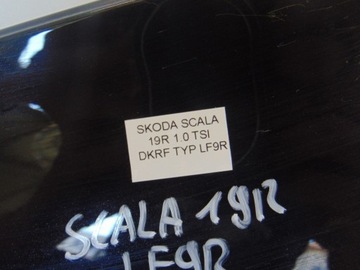 SKODA SCALA
19R 1.0 TSI
DKRF TYP LF9R
SCALA 19R
LF9R